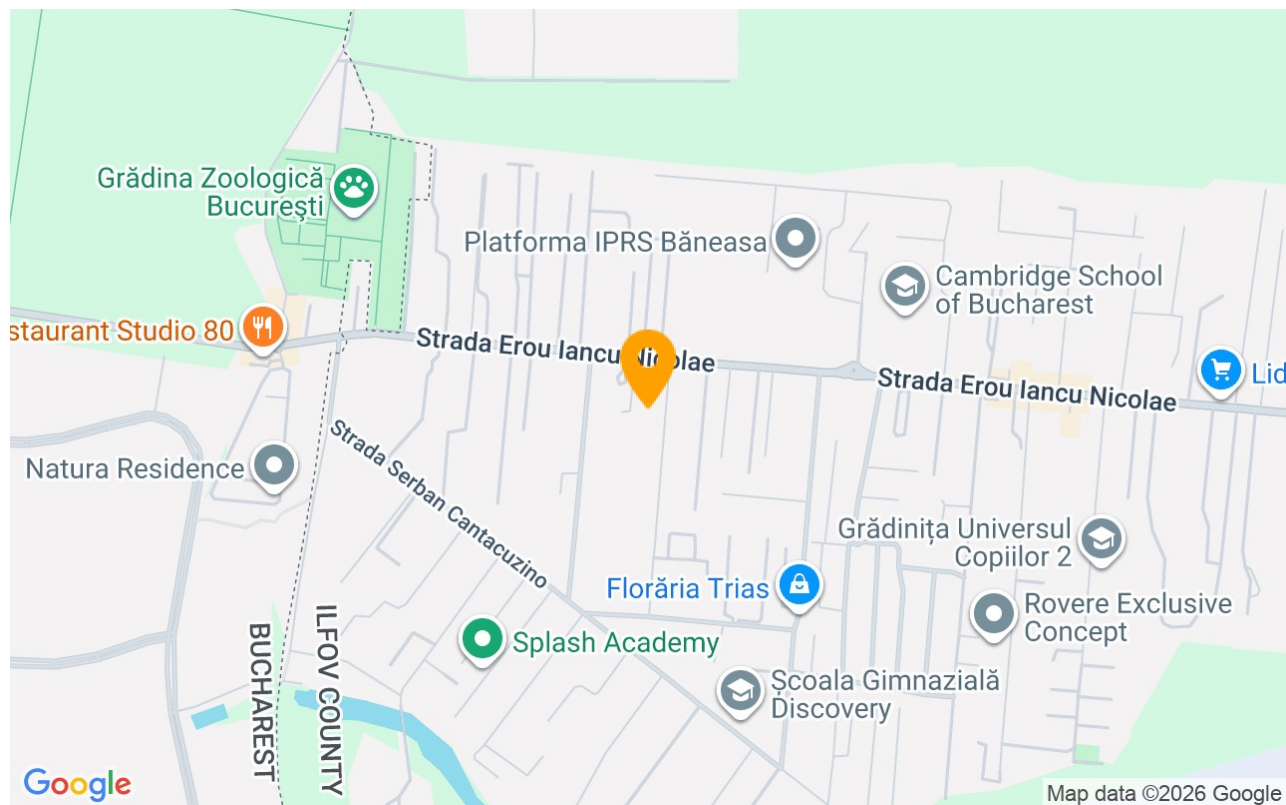 Grădina Zoologică
Bucureşti
Platforma IPRS Băneasa
Cambridge School
of Bucharest
staurant Studio 80
Strada Erou Iancu Nicolae
Strada Erou Iancu Nicolae
Lid
Natura Residence
Strada Serban Cantacuzino
Grădinița Universul
Copiilor 2
Florăria Trias
Rovere Exclusive
Concept
Splash Academy
BUCHAREST
ILFOV COUNTY
Școala Gimnazială
Discovery
Google
Map data ©2026 Google